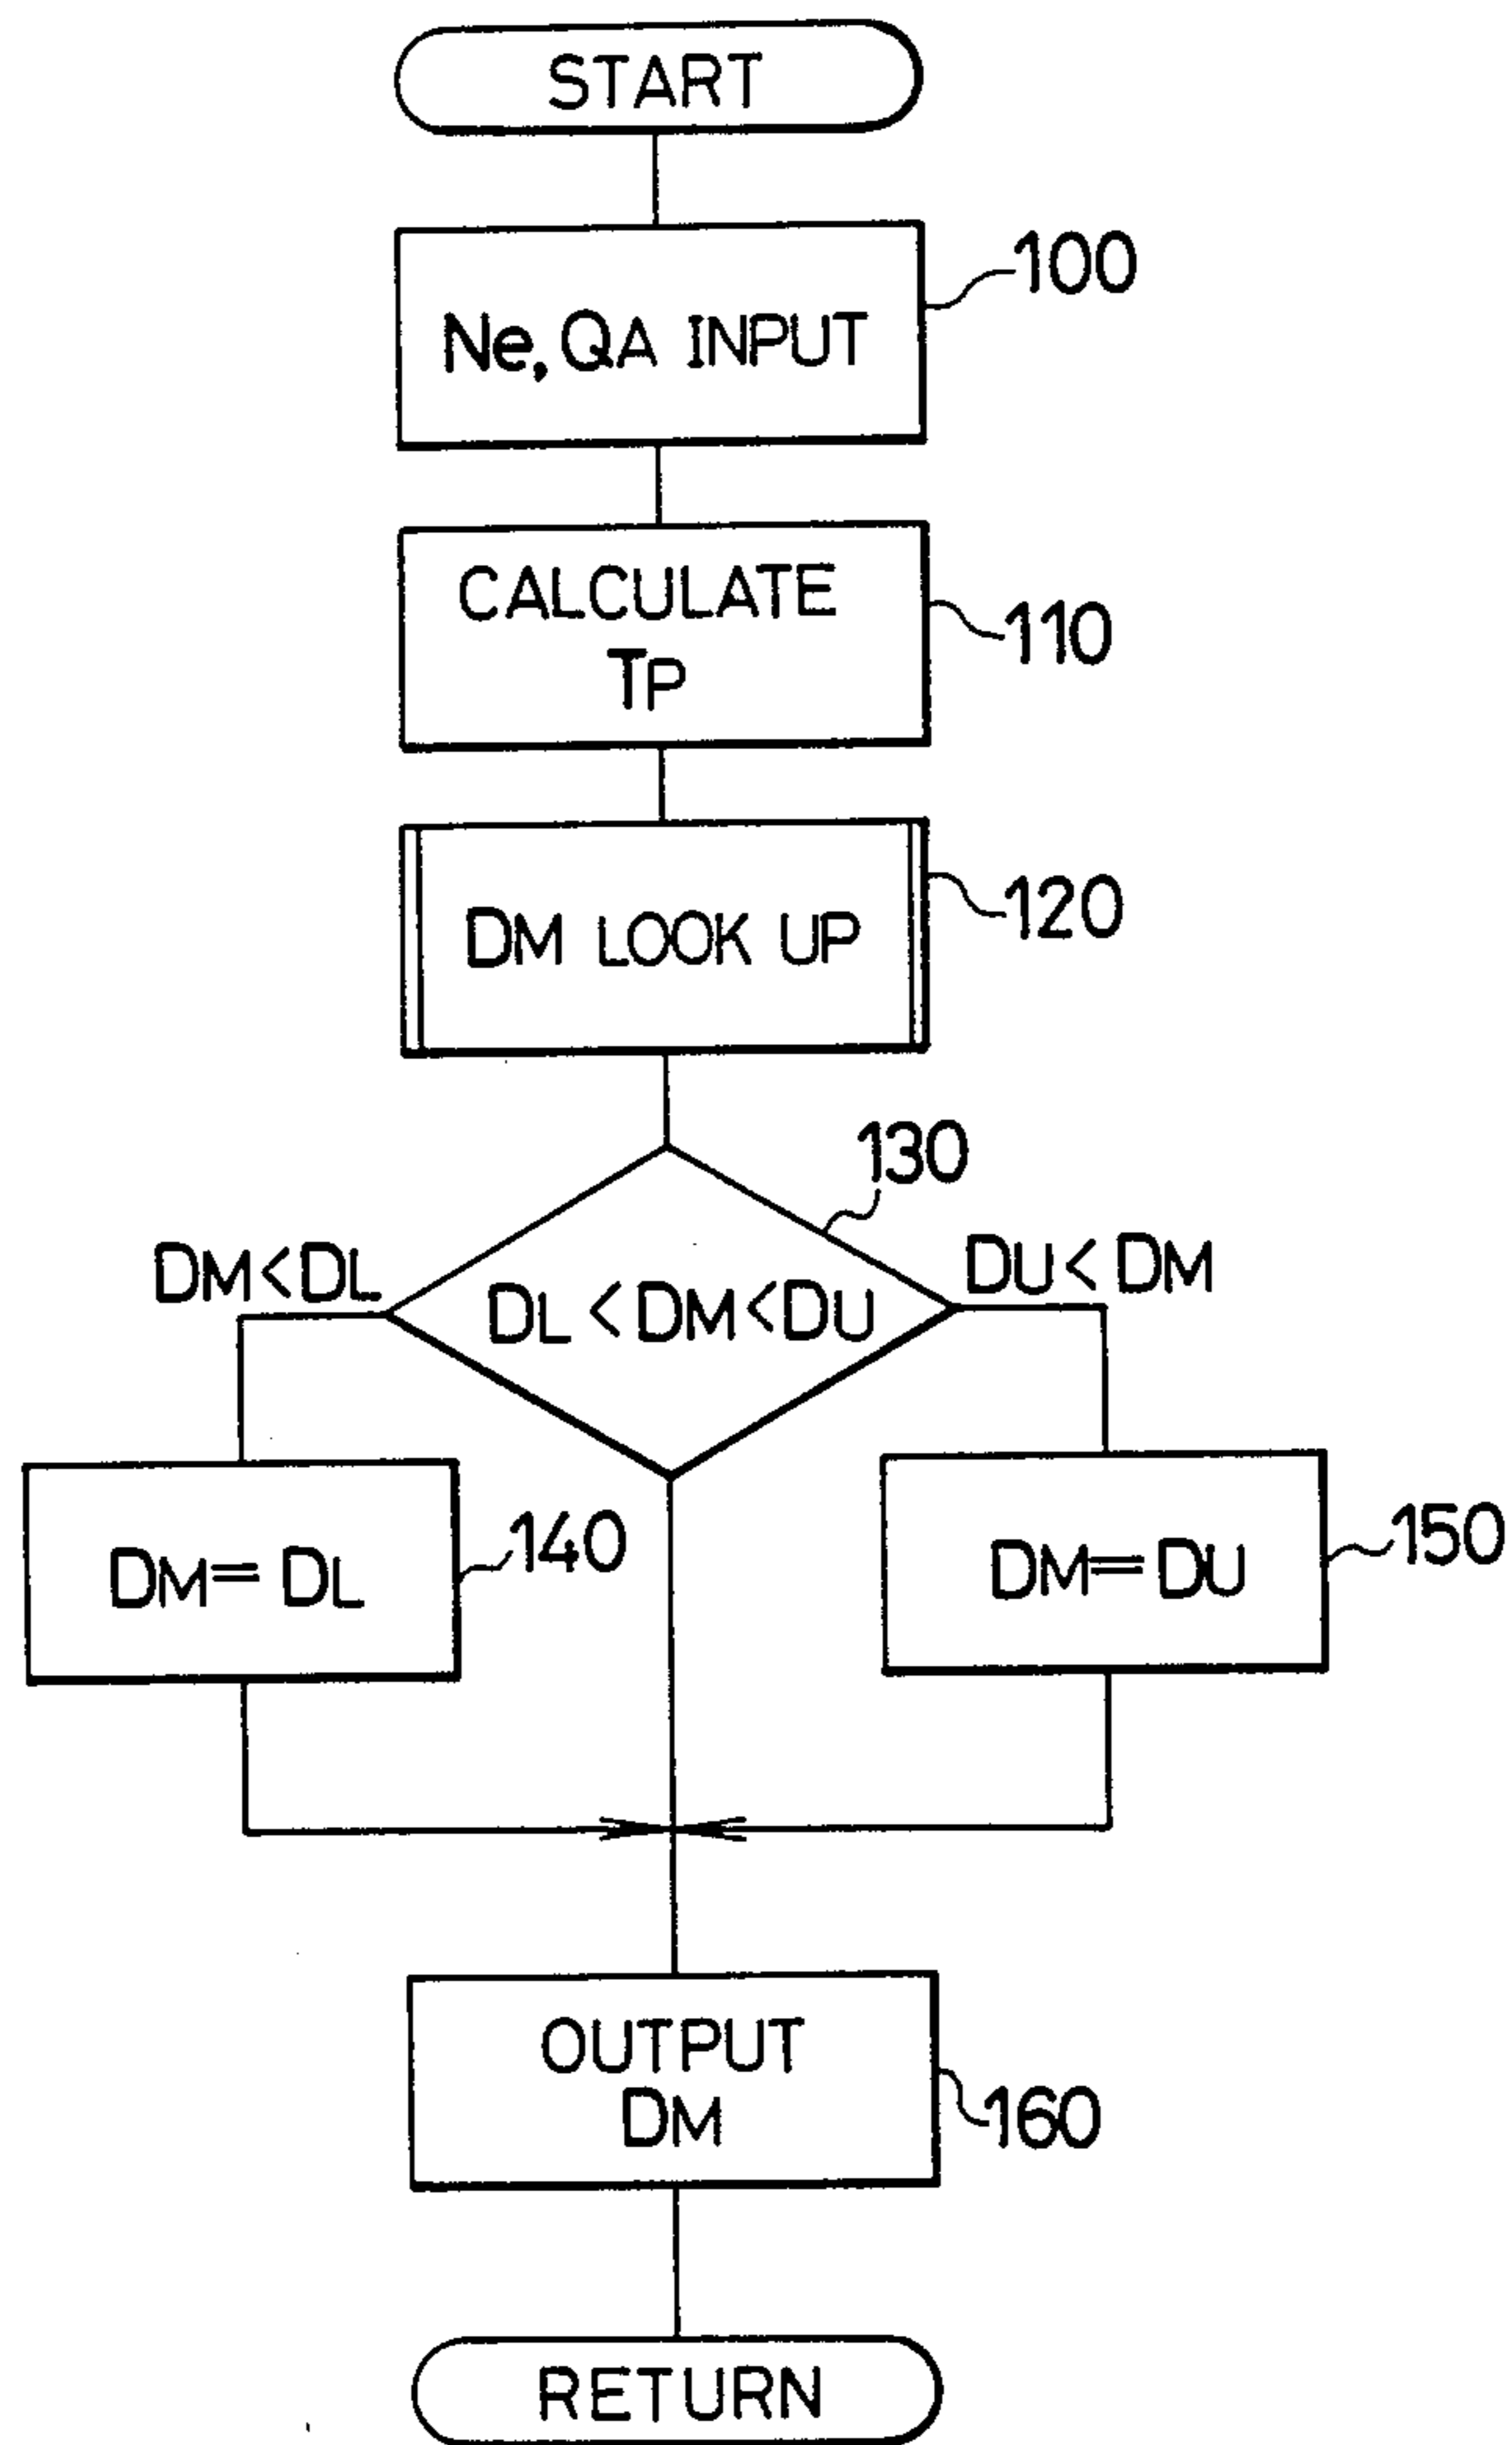 START
Ne, QA INPUT
100
CALCULATE
TP
110
DM LOOK UP
120
130
DM<DL
DL<DM<DU
DU<DM
DM=DL
140
DM=DU
150
OUTPUT
DM
160
RETURN